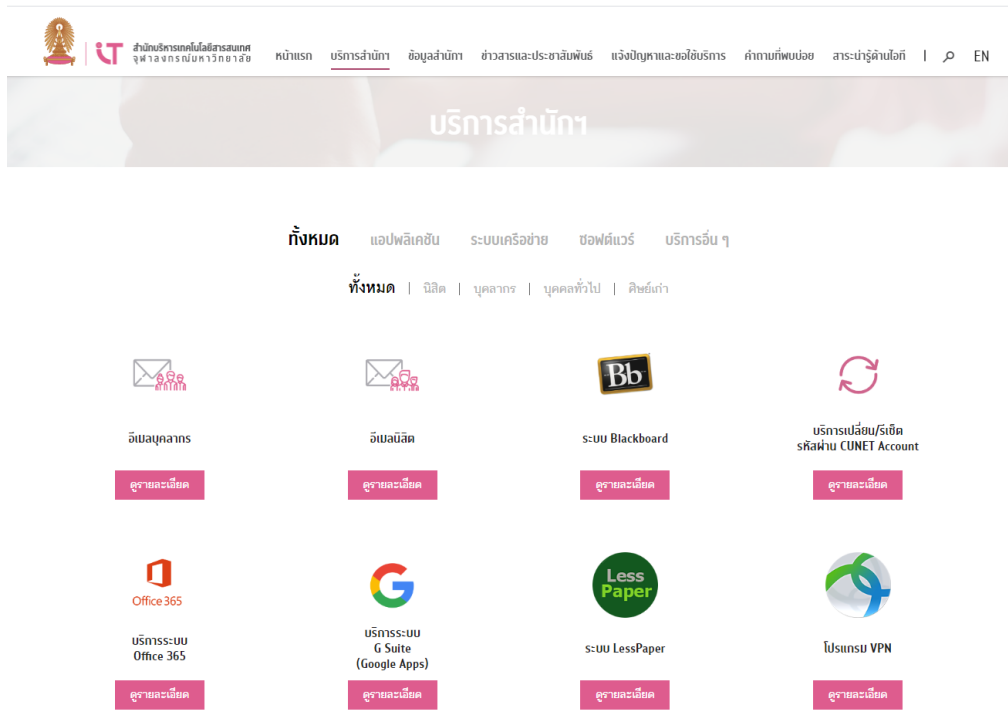 สำนักบริหารเทคโนโลยีสารสนเทศ
จุฬาลงกรณ์มหาวิทยาลัย
หน้าแรก บริการสำนักฯ ข้อมูลสำนักฯ ข่าวสารและประชาสัมพันธ์ แจ้งปัญหาและขอใช้บริการ คำถามที่พบบ่อย สาระน่ารู้ด้านไอที | EN
บริการสำนักฯ
ทั้งหมด แอปพลิเคชัน ระบบเครือข่าย ซอฟต์แวร์ บริการอื่น ๆ
ทั้งหมด | นิสิต | บุคลากร | บุคคลทั่วไป | ศิษย์เก่า
Bb
อีเมลบุคลากร
อีเมลนิสิต
ระบบ Blackboard
บริการเปลี่ยน/รีเซ็ต
รหัสผ่าน CUNET Account
ดูรายละเอียด ดูรายละเอียด ดูรายละเอียด ดูรายละเอียด
Office 365
G
Less
Paper
บริการระบบ
Office 365
บริการระบบ
G Suite
(Google Apps)
ระบบ LessPaper
โปรแกรม VPN
ดูรายละเอียด ดูรายละเอียด ดูรายละเอียด ดูรายละเอียด